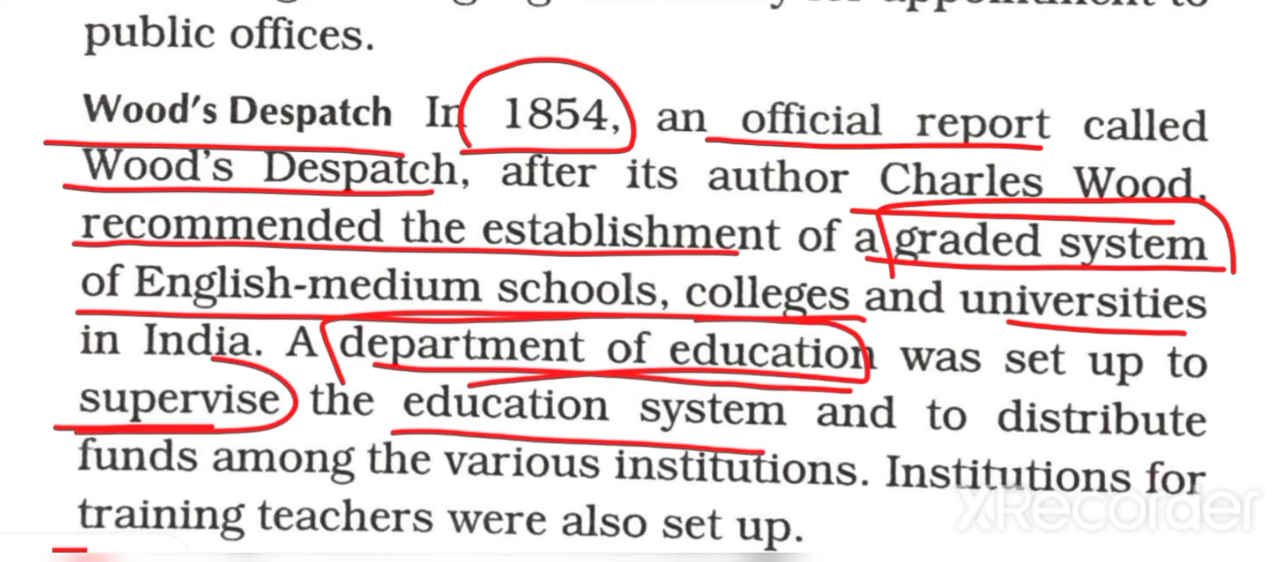 appointment to
public offices.
Wood's Despatch In 1854, an official report called
Wood's Despatch, after its author Charles Wood,
recommended the establishment of a graded system
of English-medium schools, colleges and universities
in India. A department of education was set up to
supervise the education system and to distribute
funds among the various institutions. Institutions for
training teachers were also set up.
XRecorder